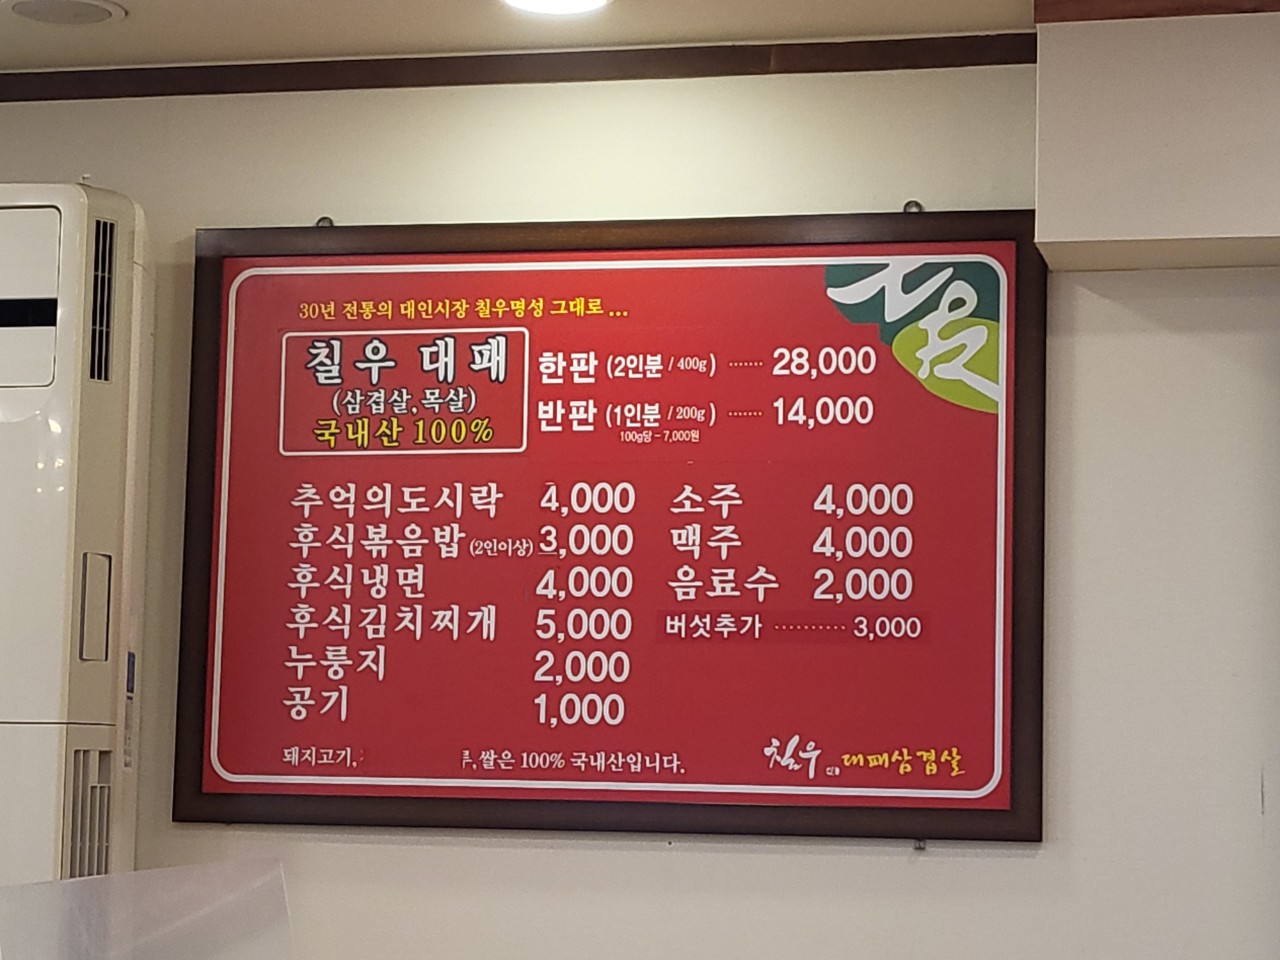 30년 전통의 대인시장 칠우명성 그대로 ...
칠우 대패
(삼겹살,목살)
국내산 100%
한판 (2인분 / 400g) ······· 28,000
반판 (1인분 / 200g) ······· 14,000
100g당 - 7,000원
추억의도시락 4,000
후식볶음밥 (2인이상) 3,000
후식냉면 4,000
후식김치찌개 5,000
누룽지 2,000
공기 1,000
소주 4,000
맥주 4,000
음료수 2,000
버섯추가 ·········· 3,000
돼지고기,
쌀은 100% 국내산입니다.
칠우 대패삼겹살